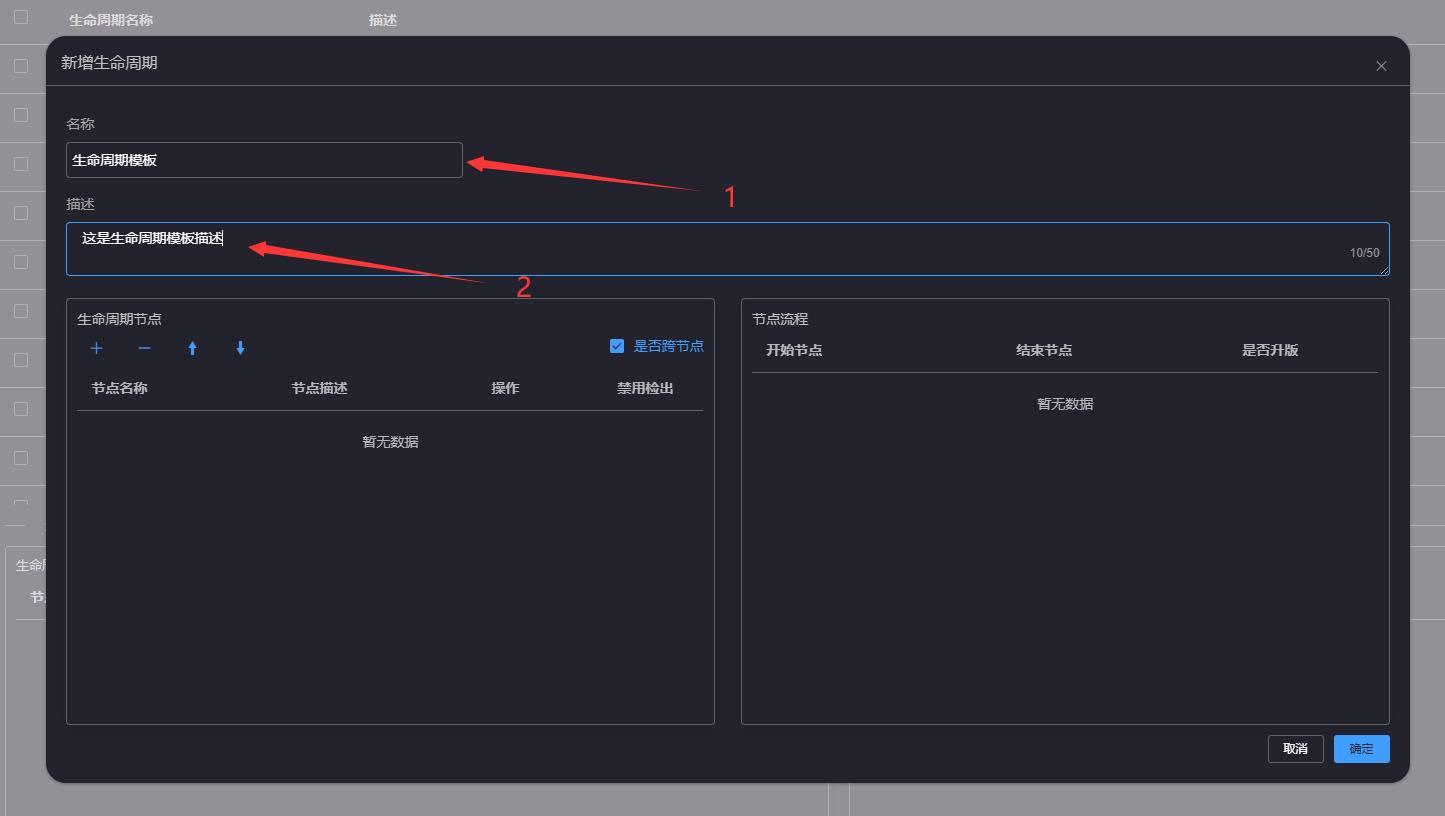 生命周期名称 描述
新增生命周期
名称
生命周期模板
1
描述
这是生命周期模板描述
10/50
2
生命周期节点
是否跨节点
节点名称 节点描述 操作 禁用检出
暂无数据
节点流程
开始节点 结束节点 是否升版
暂无数据
生命
节
取消 确定